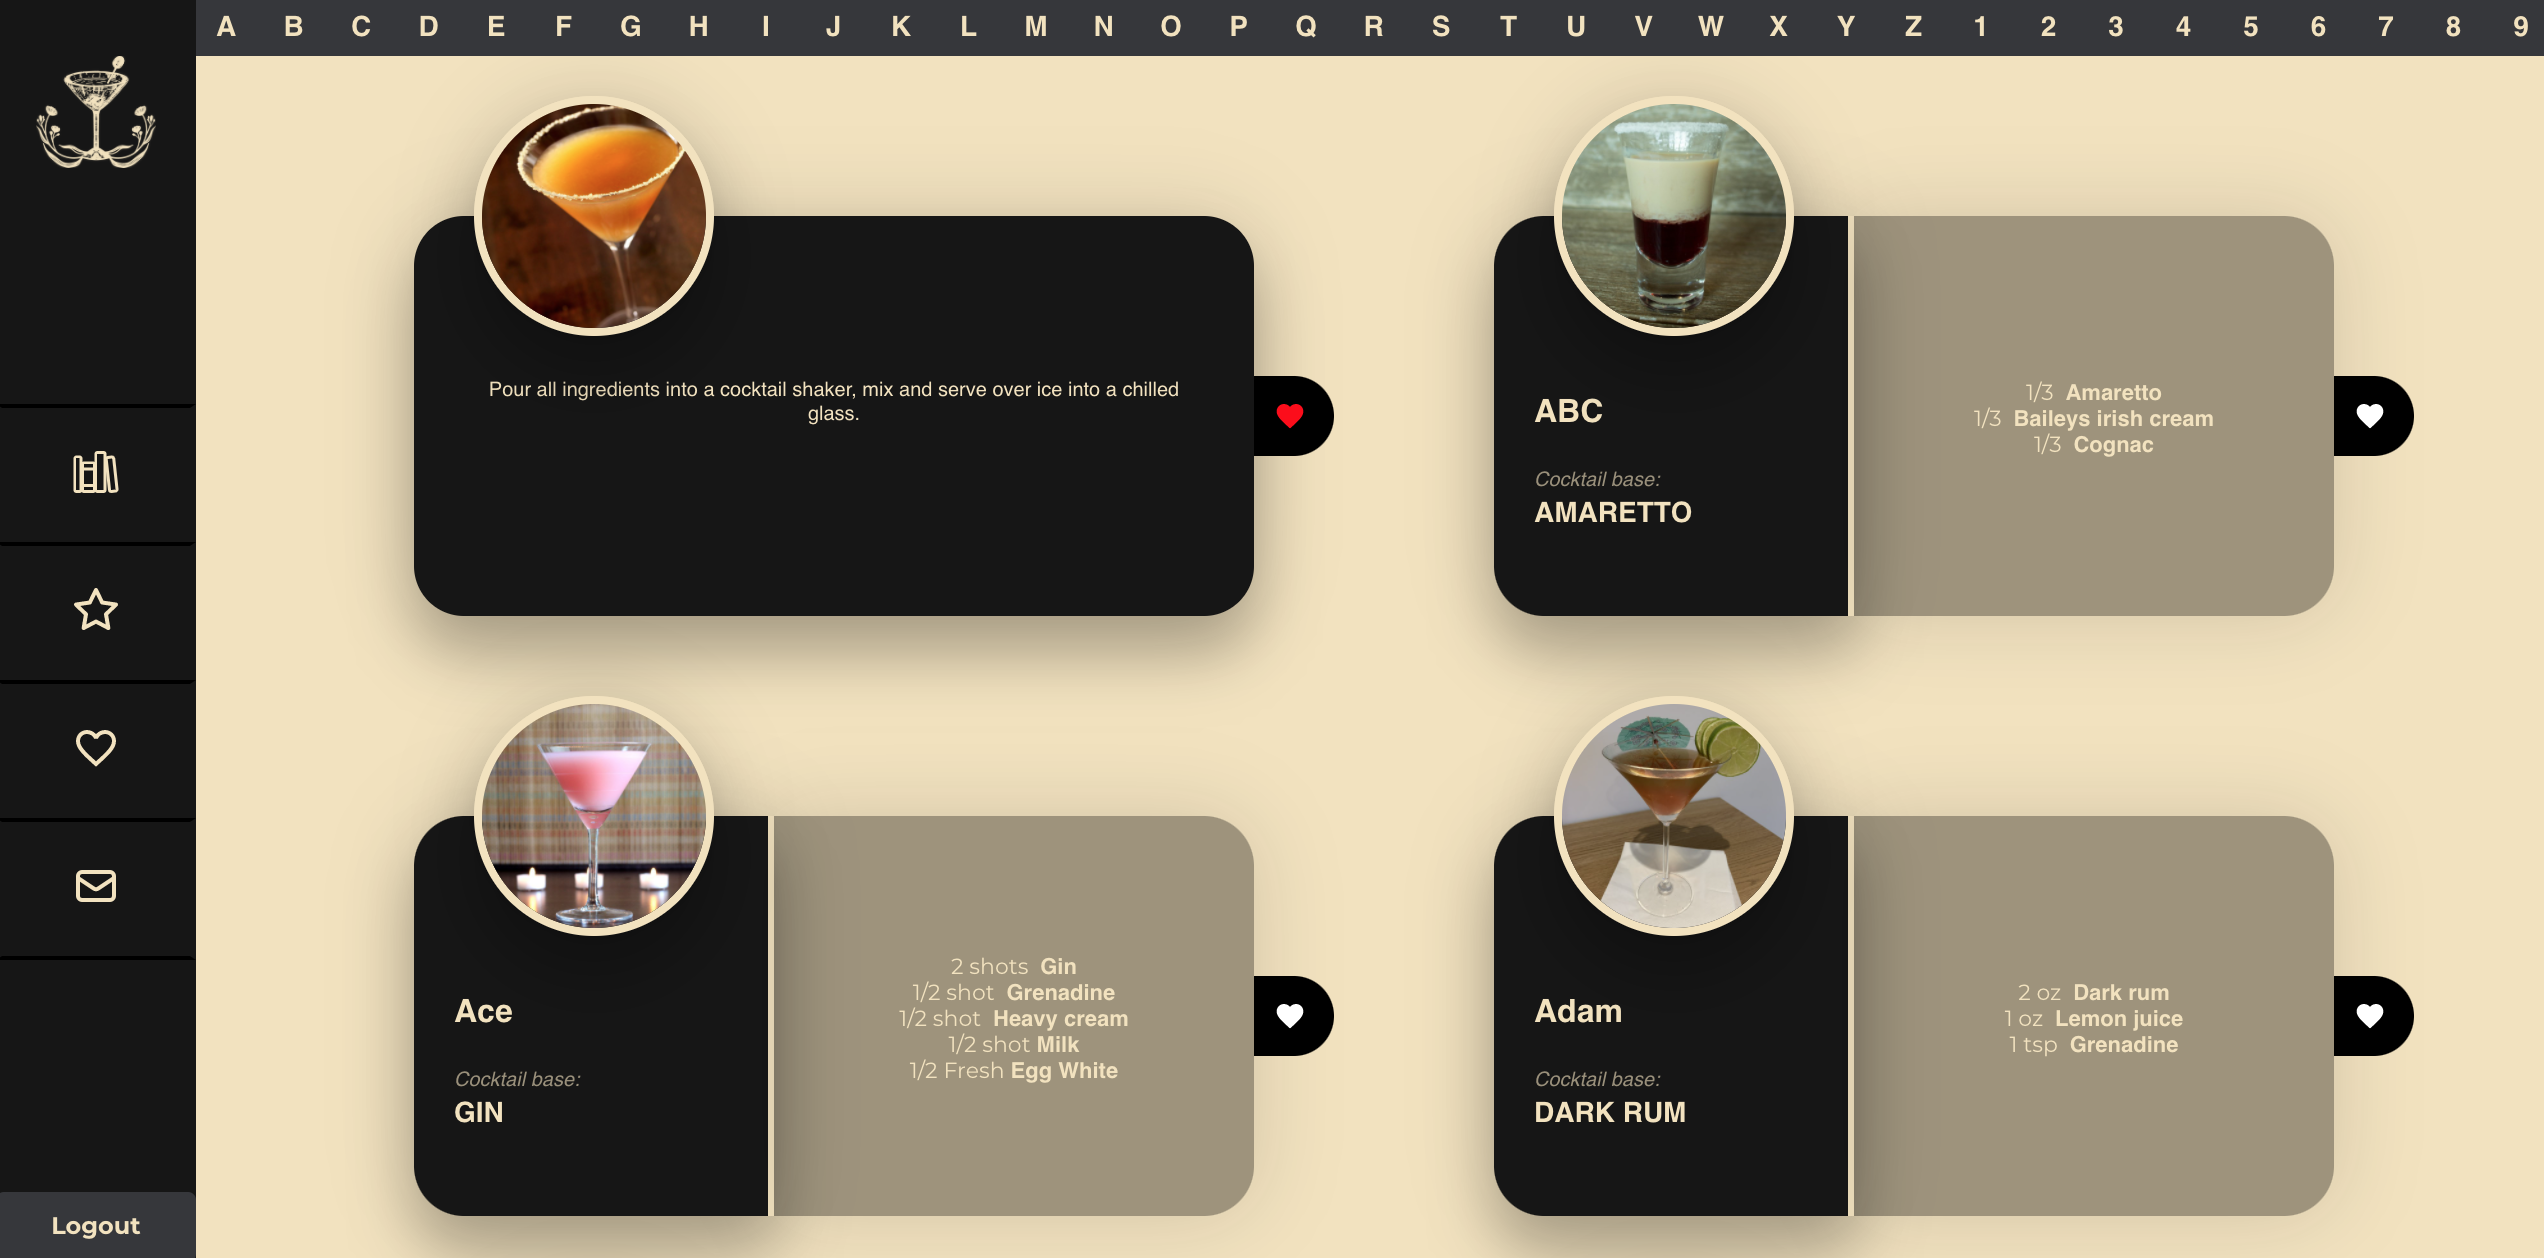 A B C D E F G H I J K L M N O P Q R S T U V W X Y Z 1 2 3 4 5 6 7 8 9
Pour all ingredients into a cocktail shaker, mix and serve over ice into a chilled
glass.
ABC
Cocktail base:
AMARETTO
1/3 Amaretto
1/3 Baileys irish cream
1/3 Cognac
Ace
Cocktail base:
GIN
2 shots Gin
1/2 shot Grenadine
1/2 shot Heavy cream
1/2 shot Milk
1/2 Fresh Egg White
Adam
Cocktail base:
DARK RUM
2 oz Dark rum
1 oz Lemon juice
1 tsp Grenadine
Logout